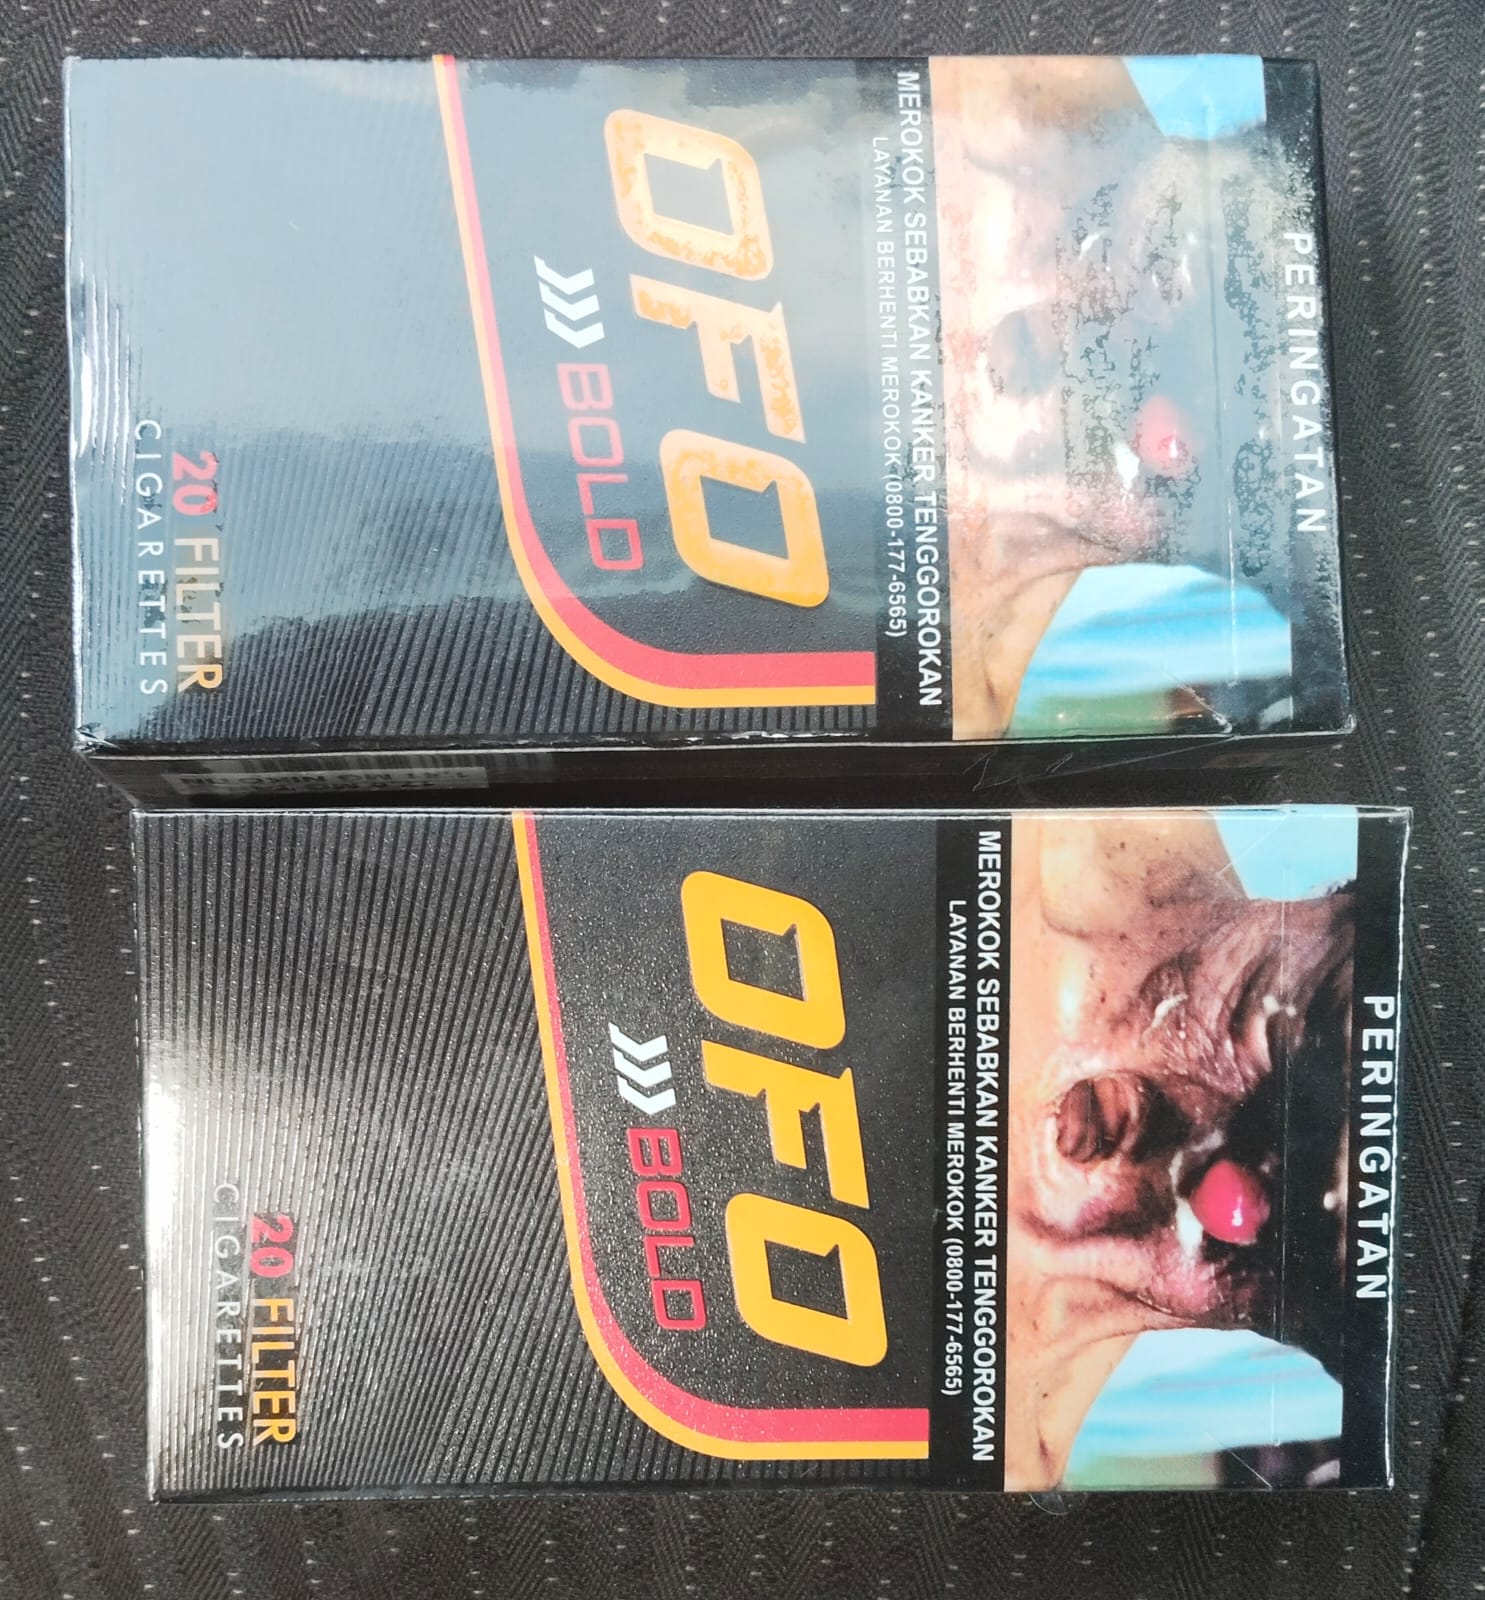 PERINGATAN
MEROKOK SEBABKAN KANKER TENGGOROKAN
LAYANAN BERHENTI MEROKOK (0800-177-6565)
OFO
BOLD
20 FILTER
CIGARETTES
PERINGATAN
MEROKOK SEBABKAN KANKER TENGGOROKAN
LAYANAN BERHENTI MEROKOK (0800-177-6565)
OFO
BOLD
20 FILTER
CIGARETTES